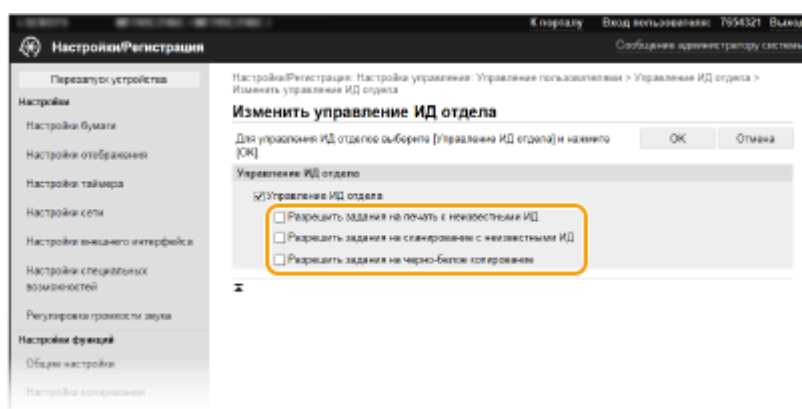 К порталу Вход пользователя: 7654321 Выход
Настройки/Регистрация
Сообщение администратору системы
Перезапуск устройства
Настройки
Настройки бумаги
Настройки отображения
Настройки таймера
Настройки сети
Настройки внешнего интерфейса
Настройки специальных
возможностей
Регулировка громкости звука
Настройки функций
Общие настройки
Настройки копирования
Настройки/Регистрация: Настройки управления: Управление пользователями > Управление ИД отдела >
Изменить управление ИД отдела
Изменить управление ИД отдела
Для управления ИД отделов выберите [Управление ИД отдела] и нажмите
[OK].
OK Отмена
Управление ИД отдела
Управление ИД отдела
Разрешить задания на печать с неизвестными ИД
Разрешить задания на сканирование с неизвестными ИД
Разрешить задания на черно-белое копирование